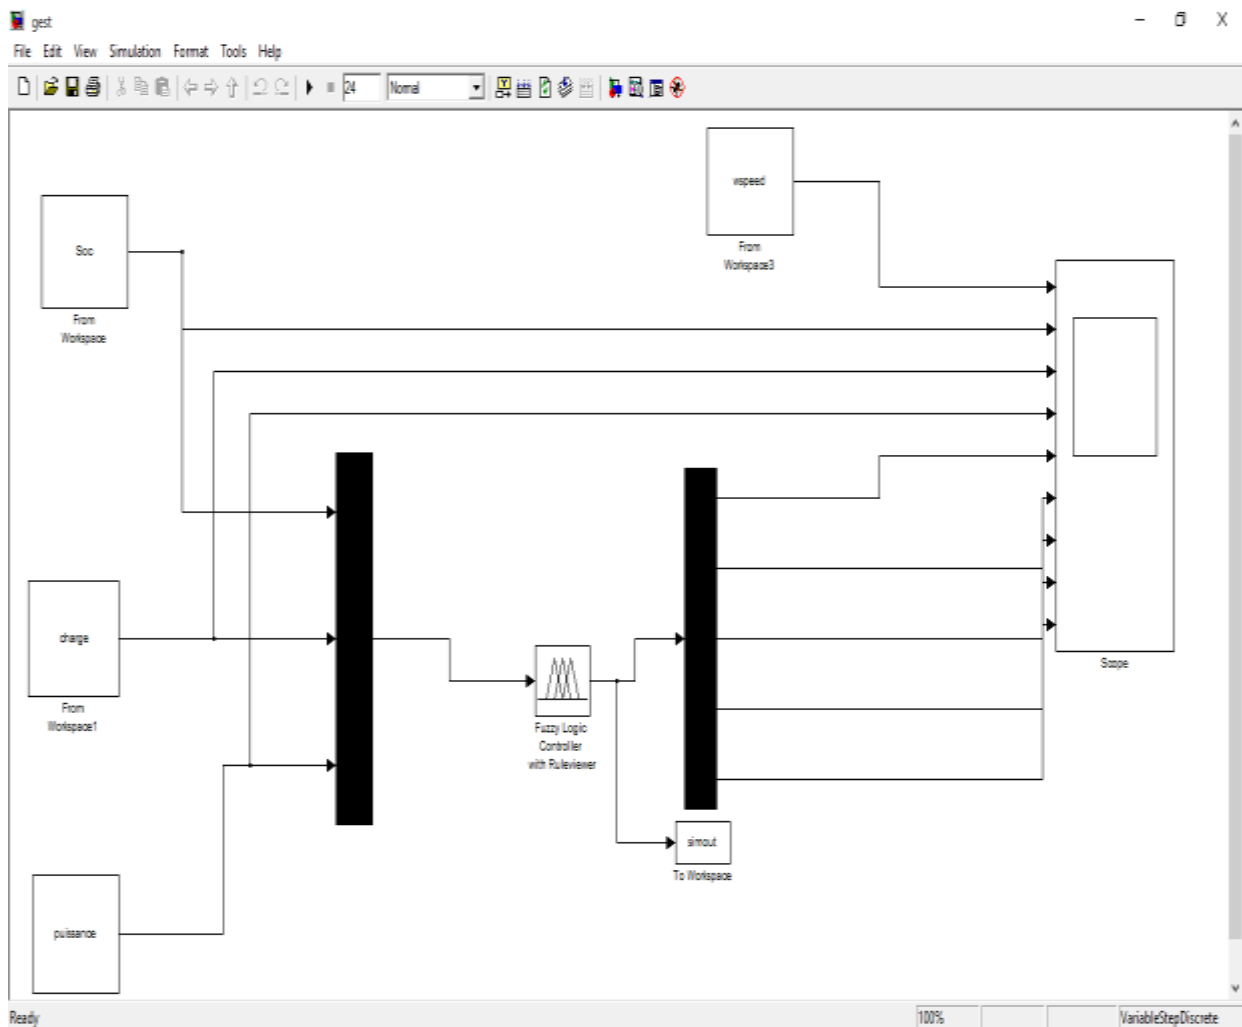 gest
File Edit View Simulation Format Tools Help
24 Normal
wspeed
From
Workspace3
Soc
From
Workspace
Scope
charge
From
Workspace1
Fuzzy Logic
Controller
with Ruleviewer
simout
To Workspace
puissance
Ready 100% VariableStepDiscrete